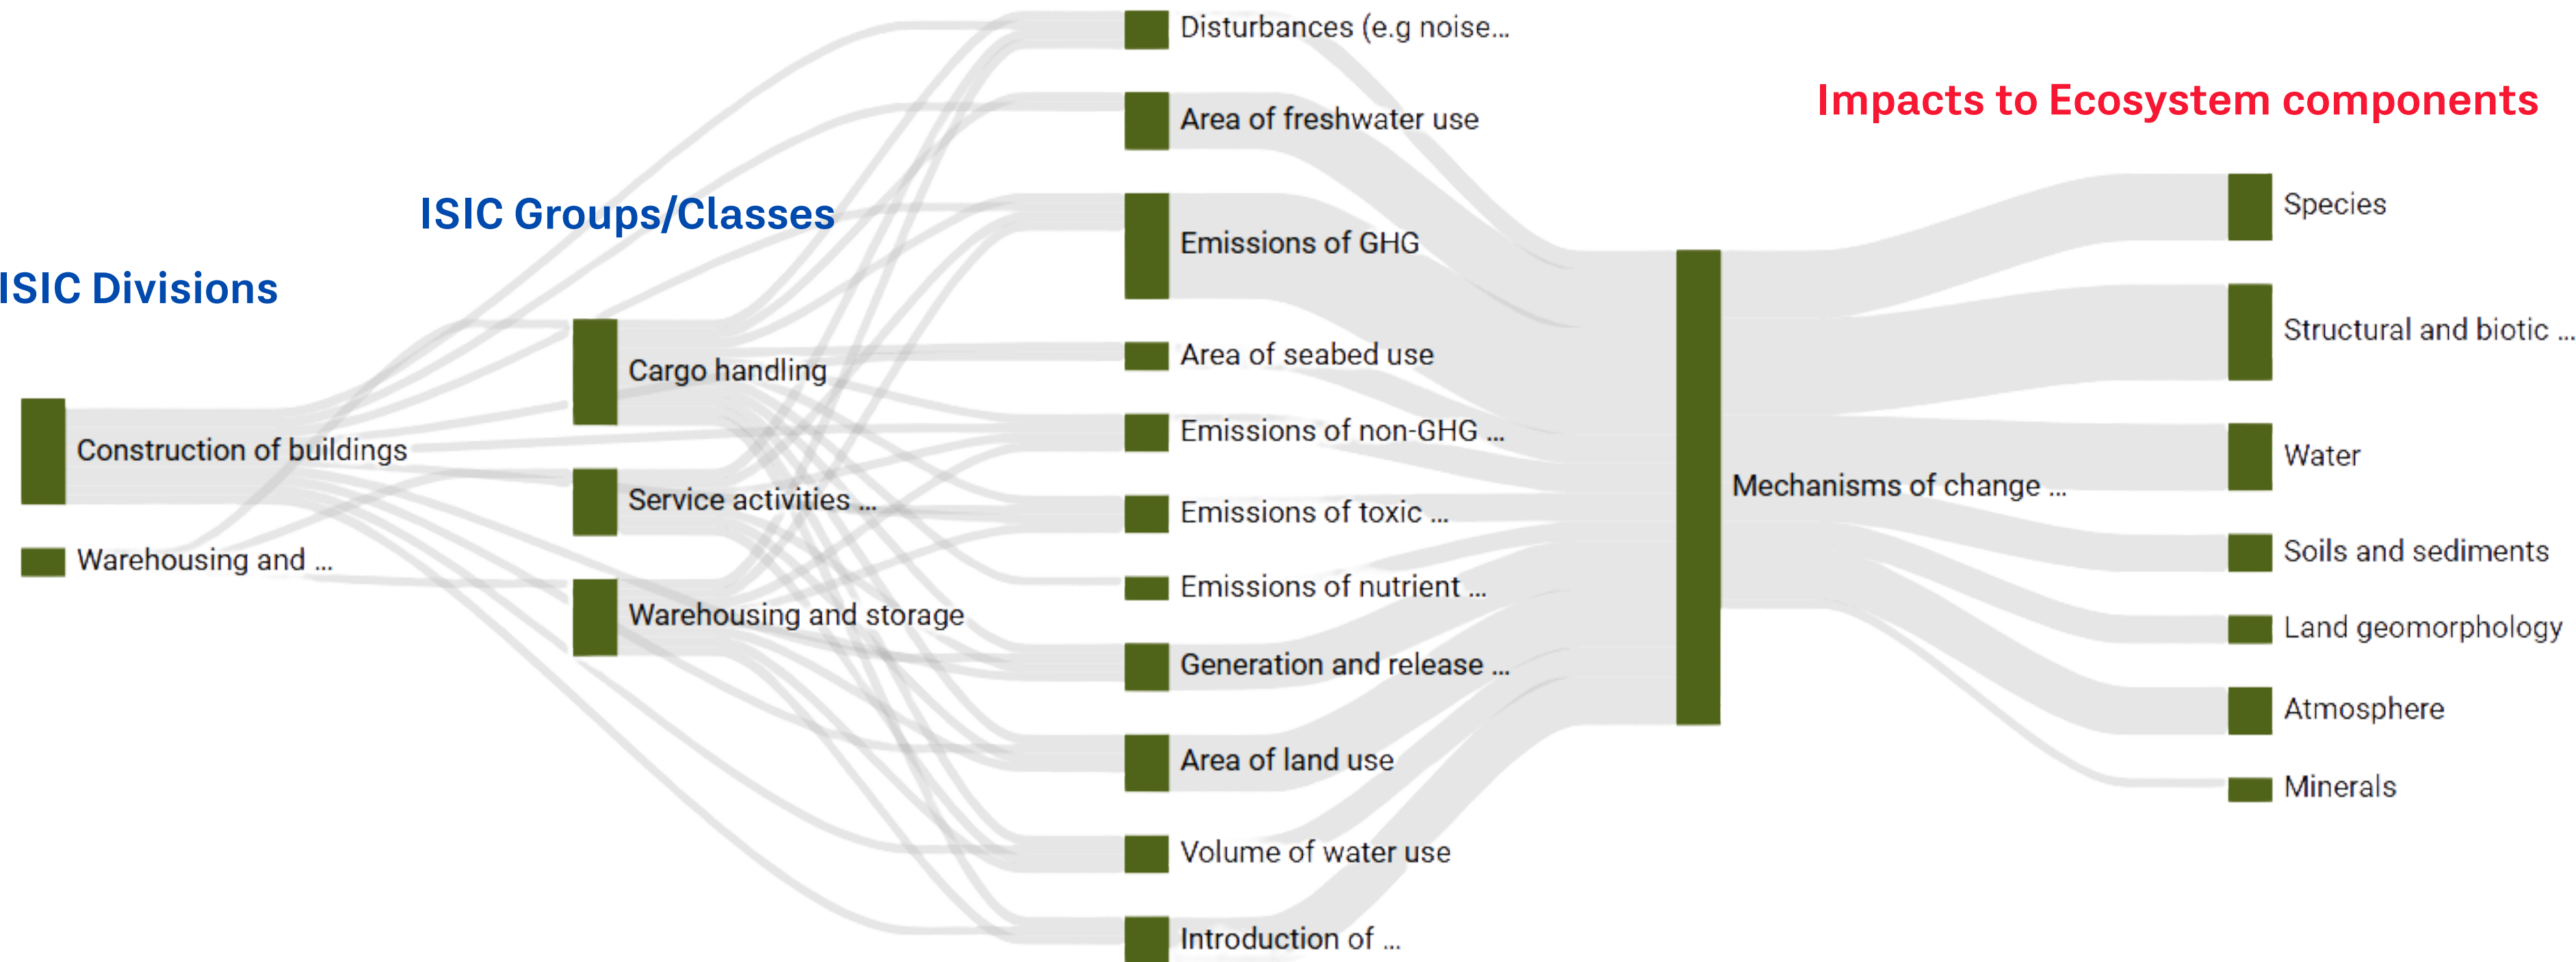 ISIC Divisions
Construction of buildings
Warehousing and ...
ISIC Groups/Classes
Cargo handling
Service activities ...
Warehousing and storage
Disturbances (e.g noise...
Area of freshwater use
Emissions of GHG
Area of seabed use
Emissions of non-GHG ...
Emissions of toxic ...
Emissions of nutrient ...
Generation and release ...
Area of land use
Volume of water use
Introduction of ...
Mechanisms of change ...
Impacts to Ecosystem components
Species
Structural and biotic ...
Water
Soils and sediments
Land geomorphology
Atmosphere
Minerals